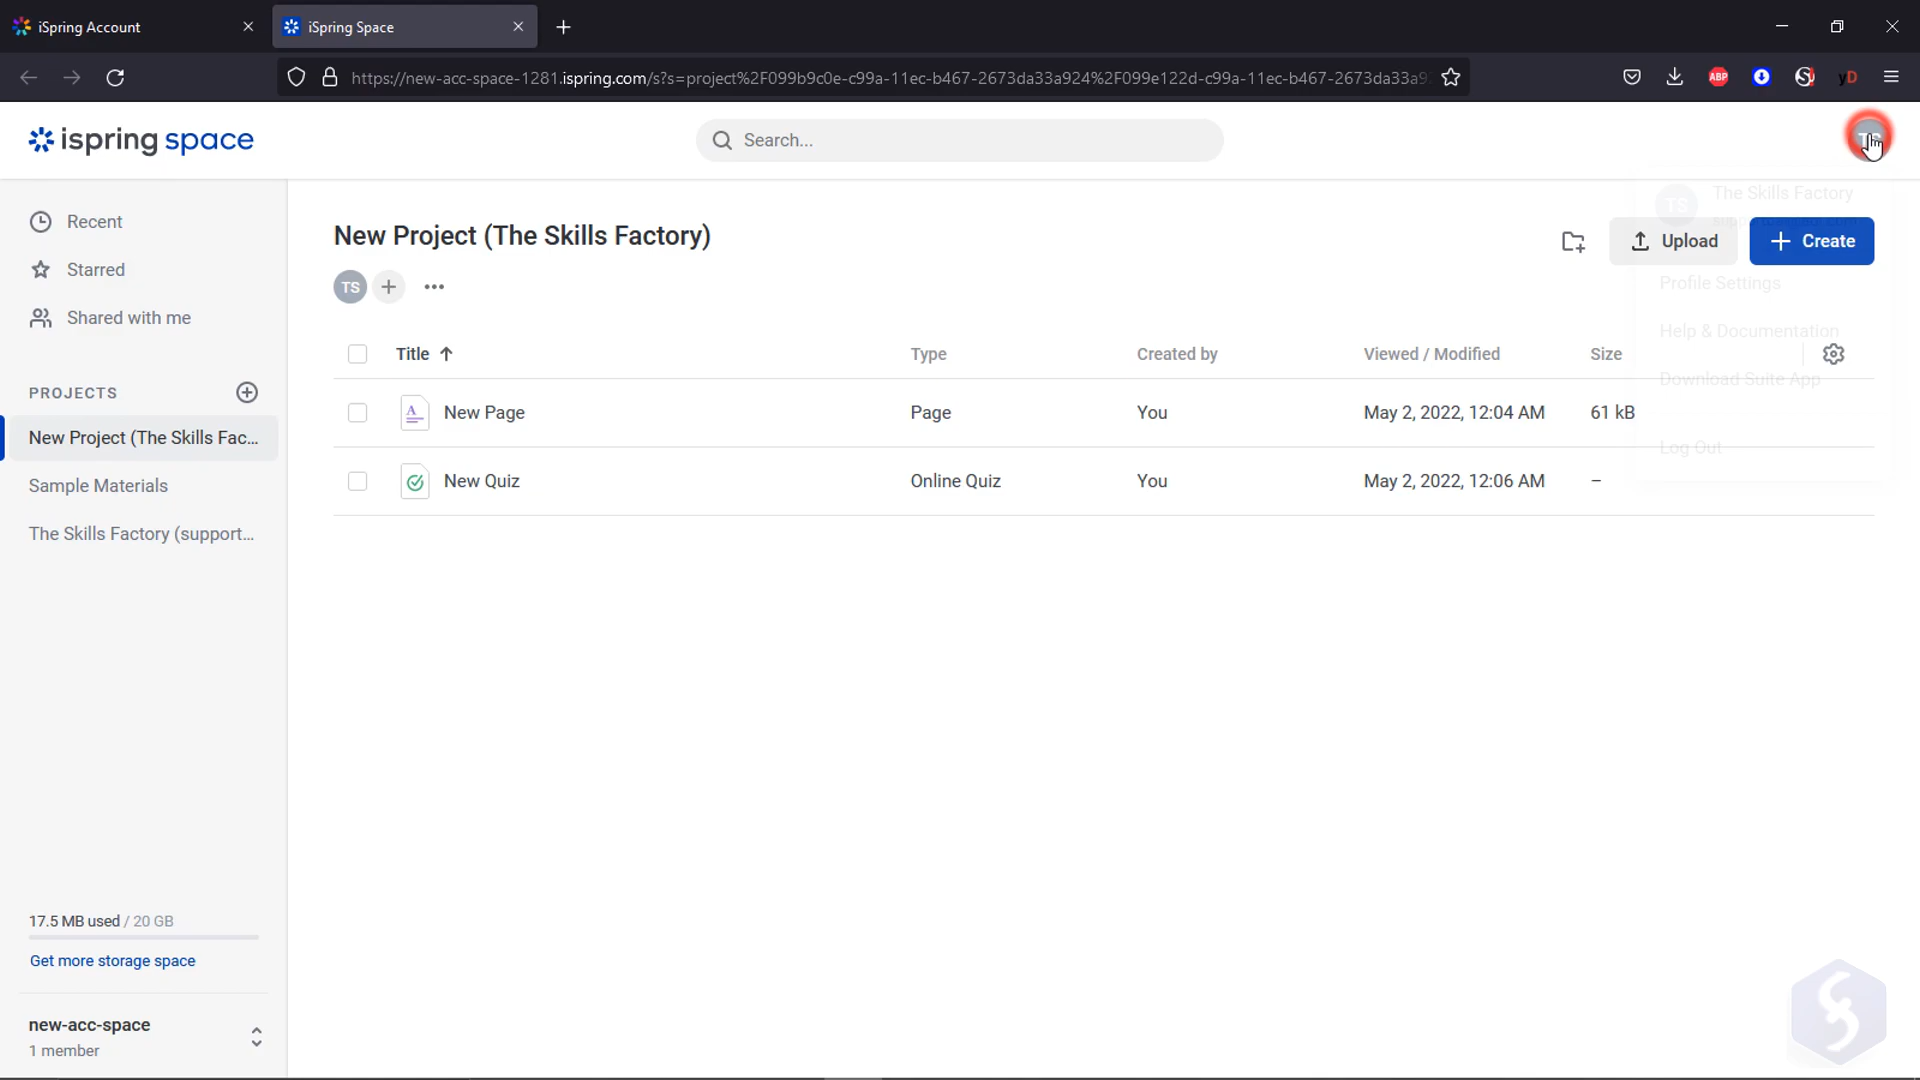 iSpring Account
iSpring Space
https://new-acc-space-1281.ispring.com/s?s=project%2F099b9c0e-c99a-11ec-b467-2673da33a924%2F099e122d-c99a-11ec-b467-2673da33a9
ABP
yD
ispring space
Search...
TS
The Skills Factory
Recent
Starred
Shared with me
PROJECTS
New Project (The Skills Fac...
Sample Materials
The Skills Factory (support...
New Project (The Skills Factory)
TS
Upload
Create
Profile Settings
Help & Documentation
Download Suite App
Log Out
Title Type Created by Viewed / Modified Size
New Page Page You May 2, 2022, 12:04 AM 61 kB
New Quiz Online Quiz You May 2, 2022, 12:06 AM –
17.5 MB used / 20 GB
Get more storage space
new-acc-space
1 member